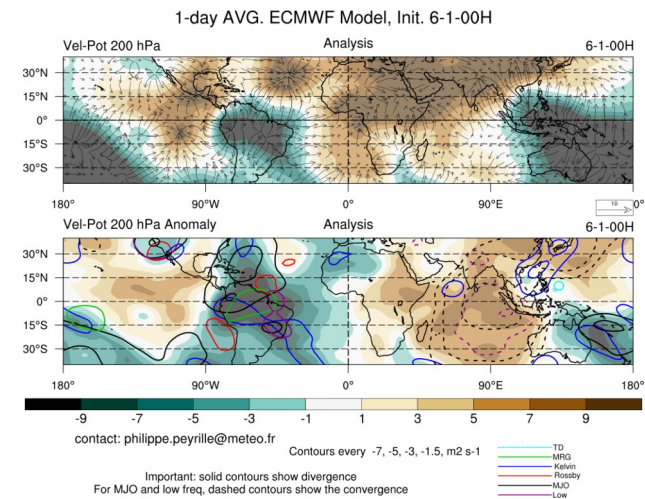 1-day AVG. ECMWF Model, Init. 6-1-00H
Vel-Pot 200 hPa Analysis 6-1-00H
30°N
15°N
0°
15°S
30°S
180° 90°W 0° 90°E 0°
10
Vel-Pot 200 hPa Anomaly Analysis 6-1-00H
30°N
15°N
0°
15°S
30°S
180° 90°W 0° 90°E 180°
-9 -7 -5 -3 -1 1 3 5 7 9
contact: philippe.peyrille@meteo.fr
Contours every -7, -5, -3, -1.5, m2 s-1
TD
MRG
Kelvin
Rossby
MJO
Low
Important: solid contours show divergence
For MJO and low freq, dashed contours show the convergence